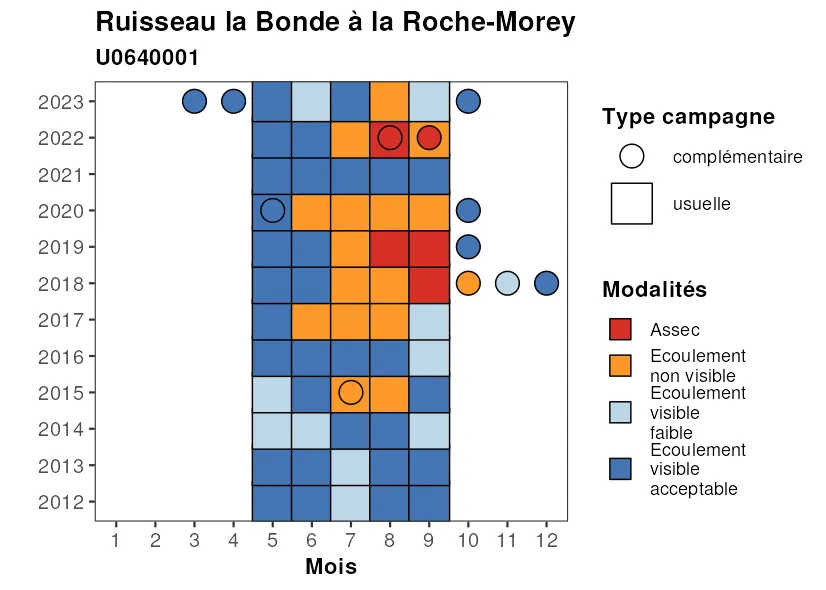 Ruisseau la Bonde à la Roche-Morey
U0640001
2023
2022
2021
2020
2019
2018
2017
2016
2015
2014
2013
2012
1 2 3 4 5 6 7 8 9 10 11 12
Mois
Type campagne
complémentaire
usuelle
Modalités
Assec
Ecoulement
non visible
Ecoulement
visible
faible
Ecoulement
visible
acceptable